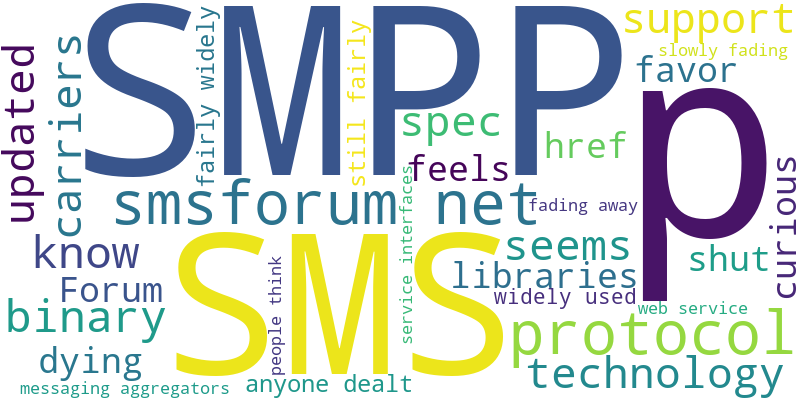 SMPP
p
support
slowly fading
favor
updated
carriers
fairly widely
still fairly
spec
href
feels
smsforum net
fading away
curious
know
SMS
seems
shut
service interfaces
Forum
people think
libraries
widely used
web service
binary
protocol
dying
technology
messaging aggregators
anyone dealt